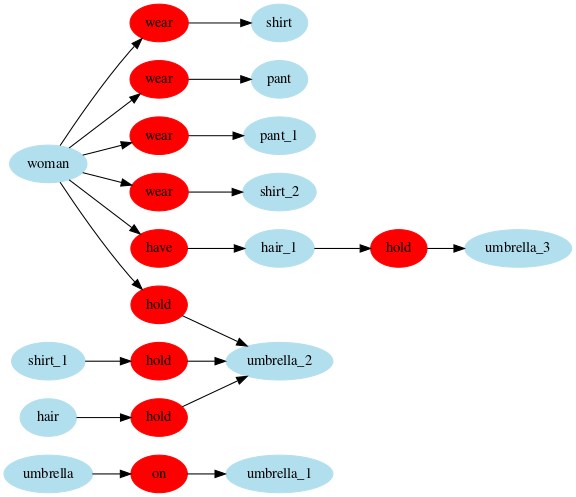 wear shirt
wear pant
wear pant_1
woman
wear shirt_2
have hair_1 hold umbrella_3
hold
shirt_1 hold umbrella_2
hair hold
umbrella on umbrella_1